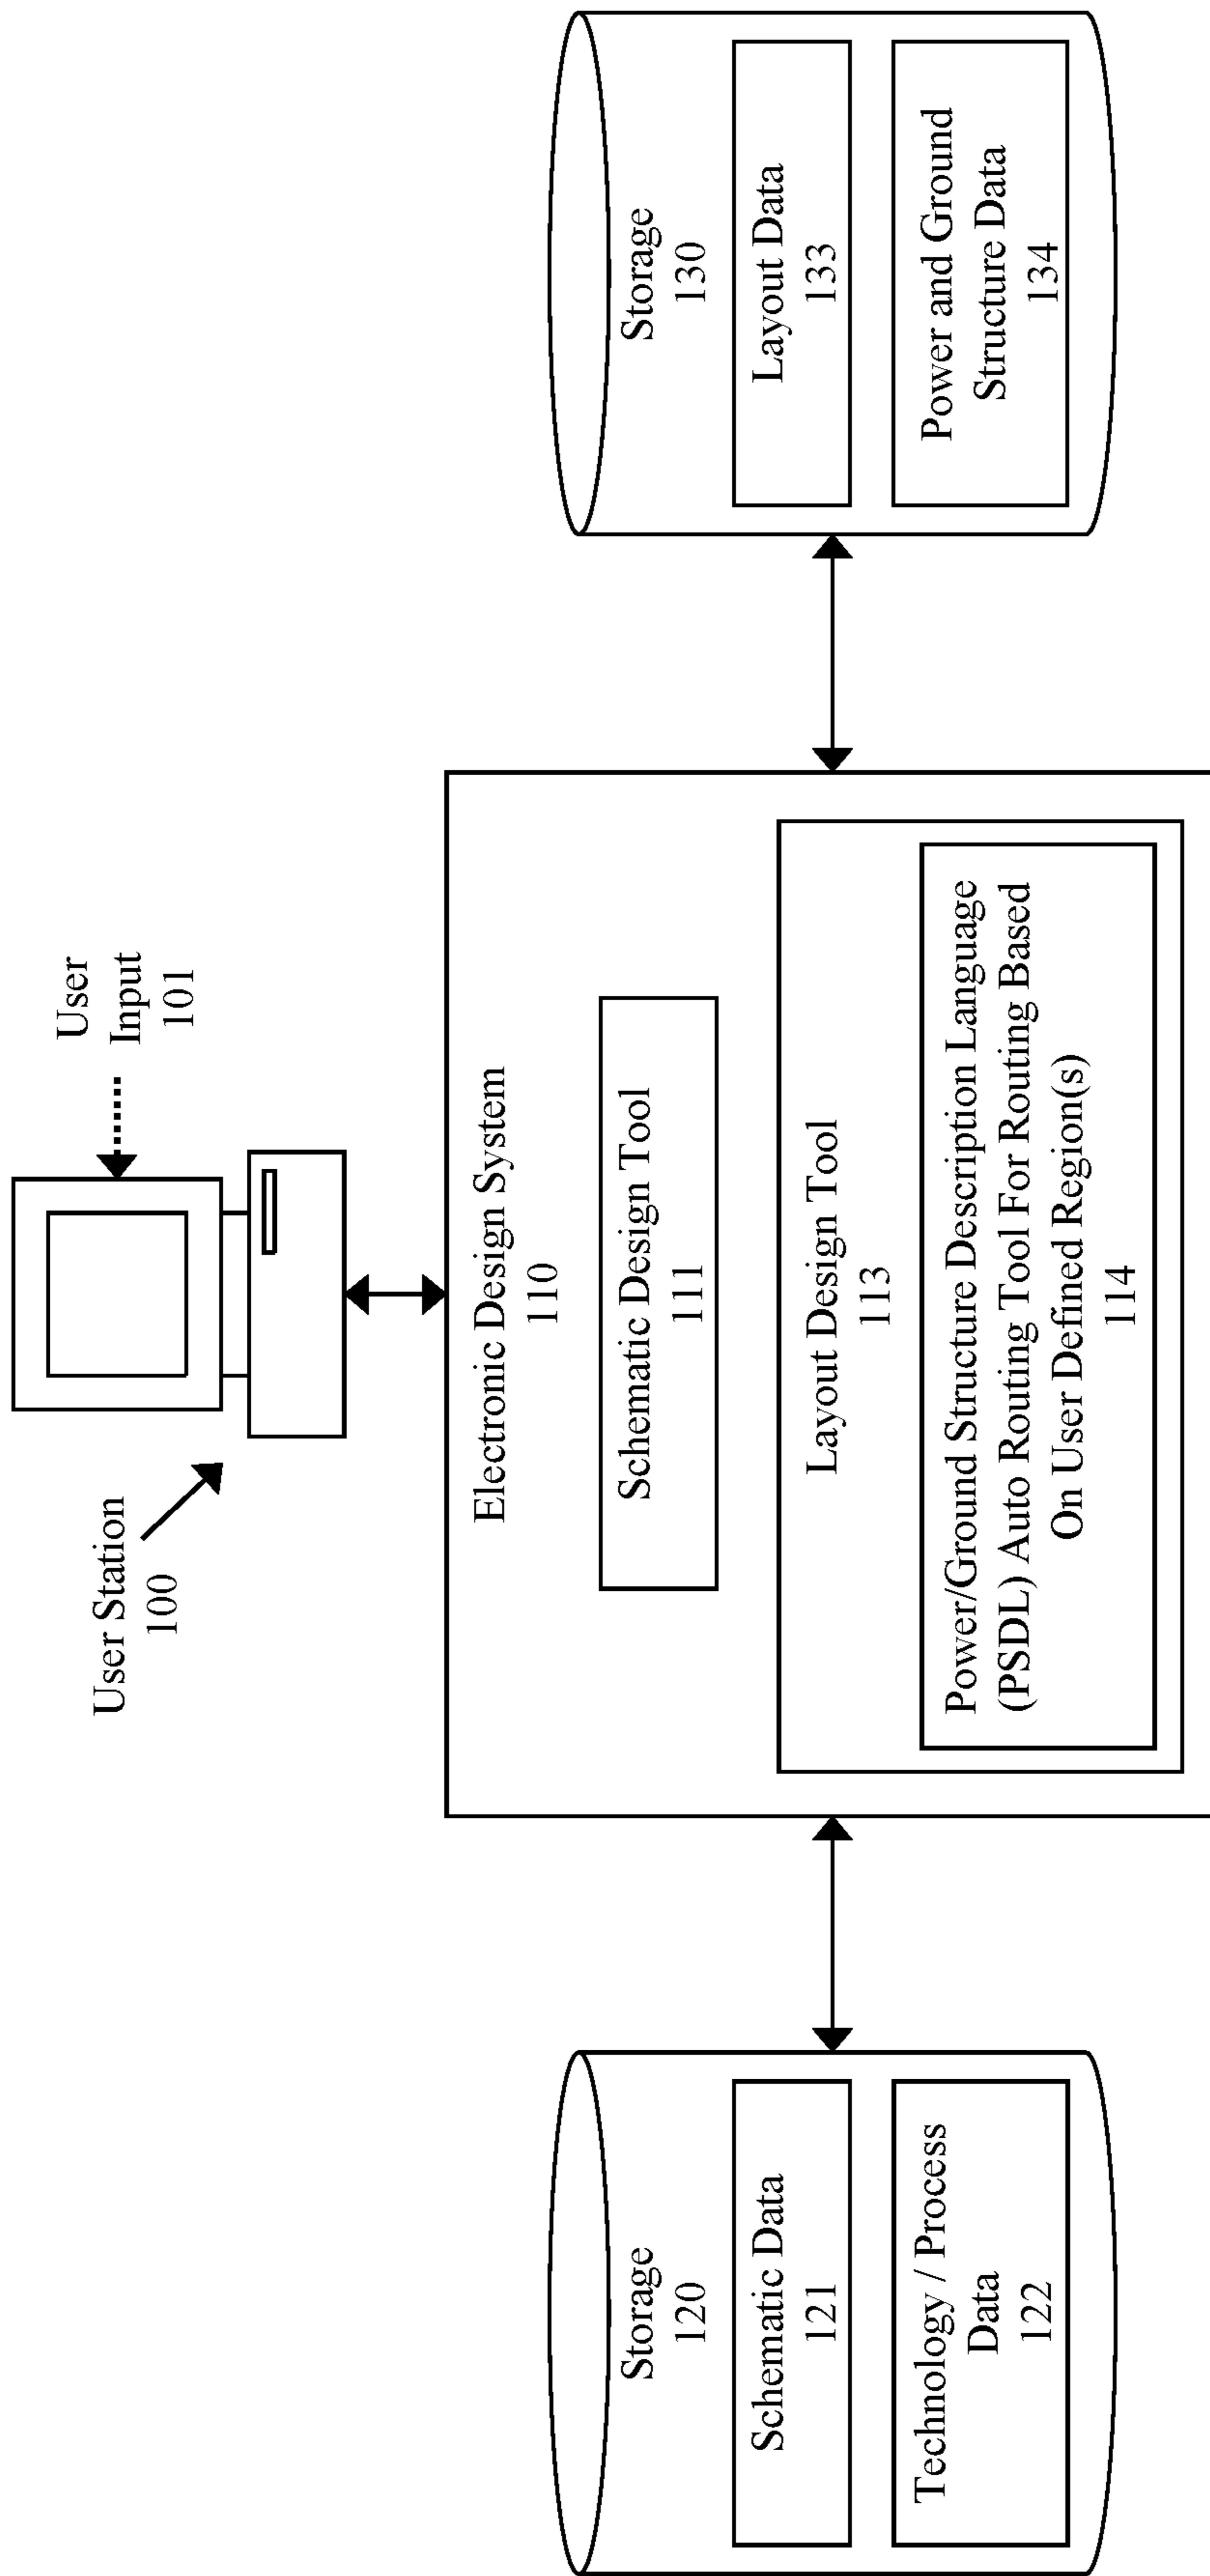 User Station
100
User
Input
101
Electronic Design System
110
Schematic Design Tool
111
Layout Design Tool
113
Power/Ground Structure Description Language
(PSDL) Auto Routing Tool For Routing Based
On User Defined Region(s)
114
Storage
120
Schematic Data
121
Technology / Process
Data
122
Storage
130
Layout Data
133
Power and Ground
Structure Data
134